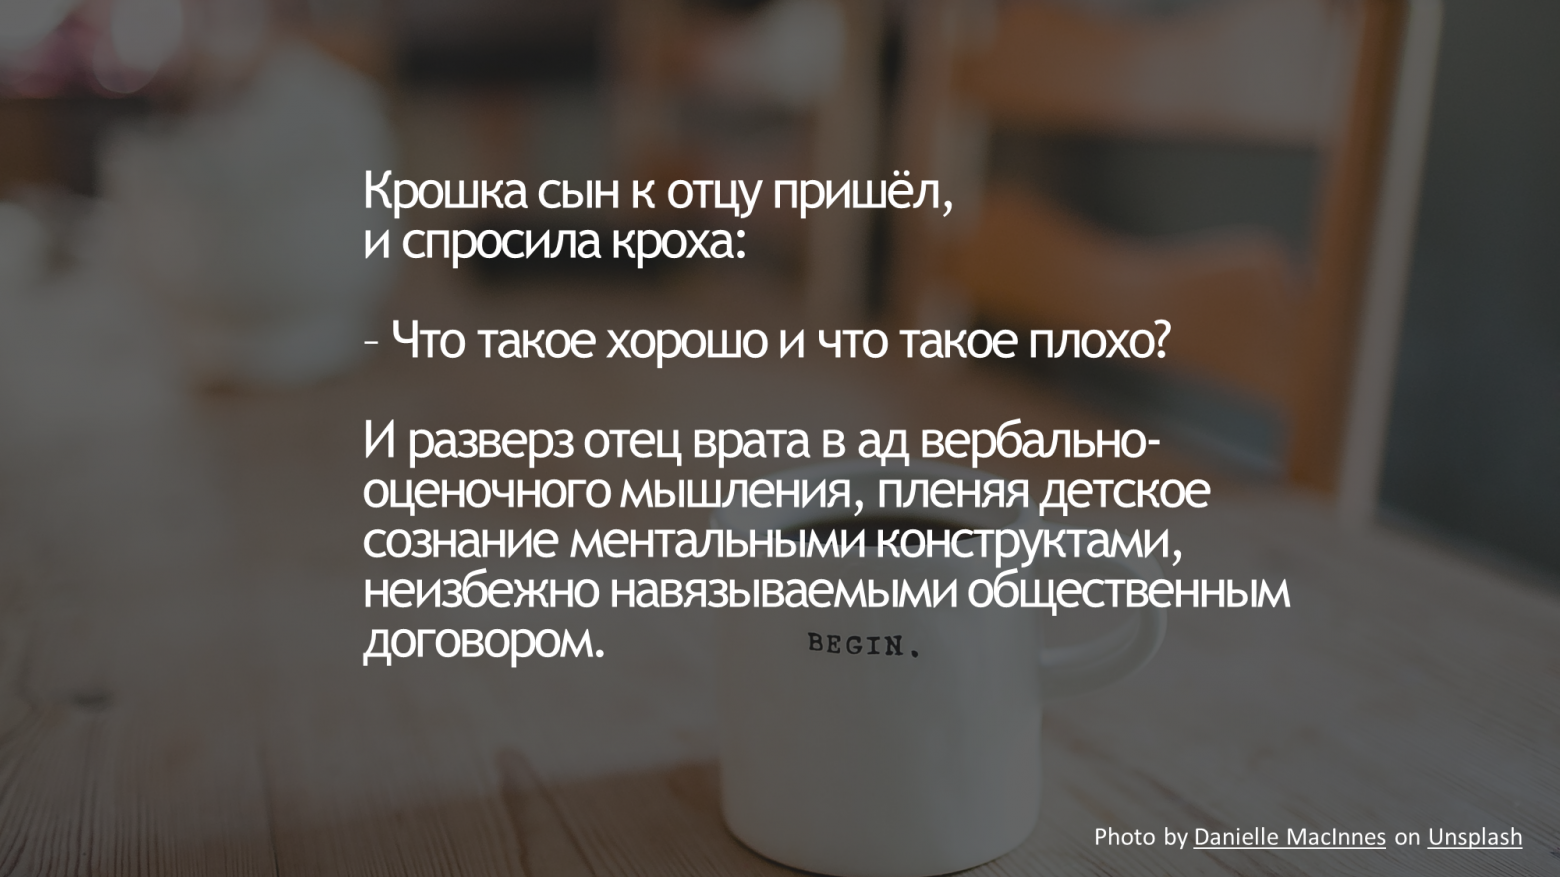 Крошка сын к отцу пришёл,
и спросила кроха:
– Что такое хорошо и что такое плохо?
И разверз отец врата в ад вербально-
оценочного мышления, пленяя детское
сознание ментальными конструктами,
неизбежно навязываемыми общественным
договором.
BEGIN.
Photo by Danielle MacInnes on Unsplash